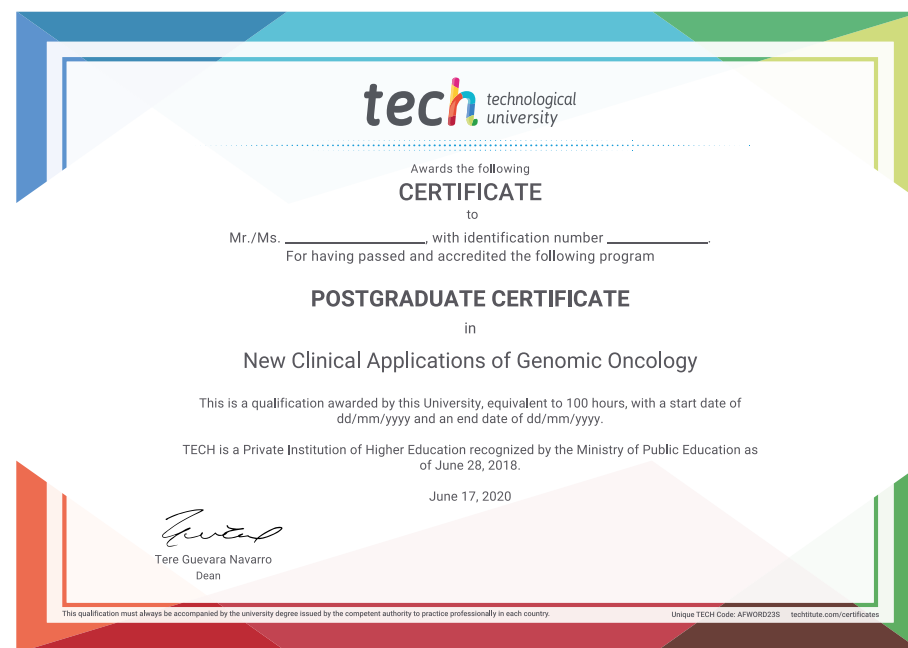 tech technological
university
Awards the following
CERTIFICATE
to
Mr./Ms. ____________________, with identification number ______________.
For having passed and accredited the following program
POSTGRADUATE CERTIFICATE
in
New Clinical Applications of Genomic Oncology
This is a qualification awarded by this University, equivalent to 100 hours, with a start date of
dd/mm/yyyy and an end date of dd/mm/yyyy.
TECH is a Private Institution of Higher Education recognized by the Ministry of Public Education as
of June 28, 2018.
June 17, 2020
Tere Guevara Navarro
Dean
This qualification must always be accompanied by the university degree issued by the competent authority to practice professionally in each country.
Unique TECH Code: AFWORD23S techtitute.com/certificates